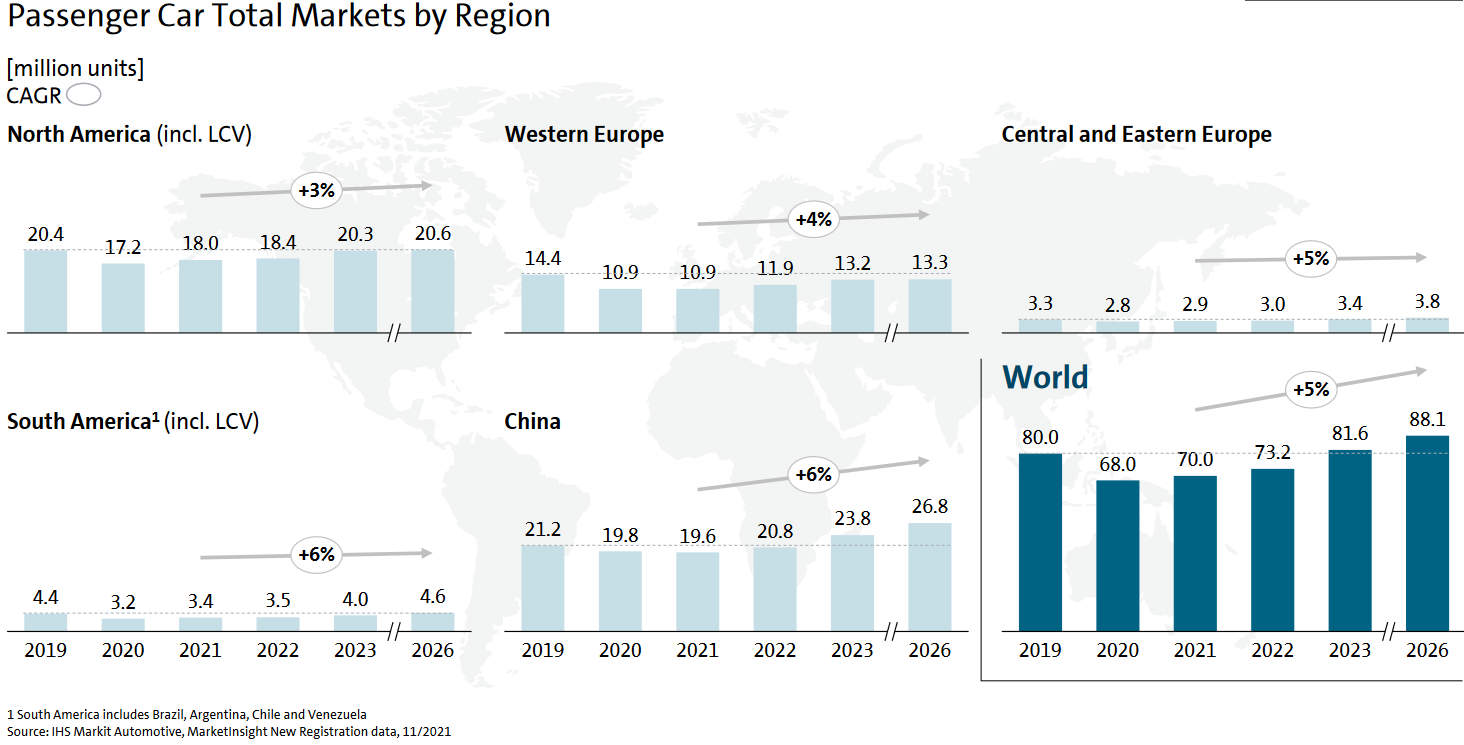 Passenger Car Total Markets by Region
[million units]
CAGR
North America (incl. LCV)
+3%
20.4 17.2 18.0 18.4 20.3 20.6
Western Europe
+4%
14.4 10.9 10.9 11.9 13.2 13.3
Central and Eastern Europe
+5%
3.3 2.8 2.9 3.0 3.4 3.8
South America¹ (incl. LCV)
+6%
4.4 3.2 3.4 3.5 4.0 4.6
2019 2020 2021 2022 2023 2026
China
+6%
21.2 19.8 19.6 20.8 23.8 26.8
2019 2020 2021 2022 2023 2026
World
+5%
80.0 68.0 70.0 73.2 81.6 88.1
2019 2020 2021 2022 2023 2026
1 South America includes Brazil, Argentina, Chile and Venezuela
Source: IHS Markit Automotive, MarketInsight New Registration data, 11/2021